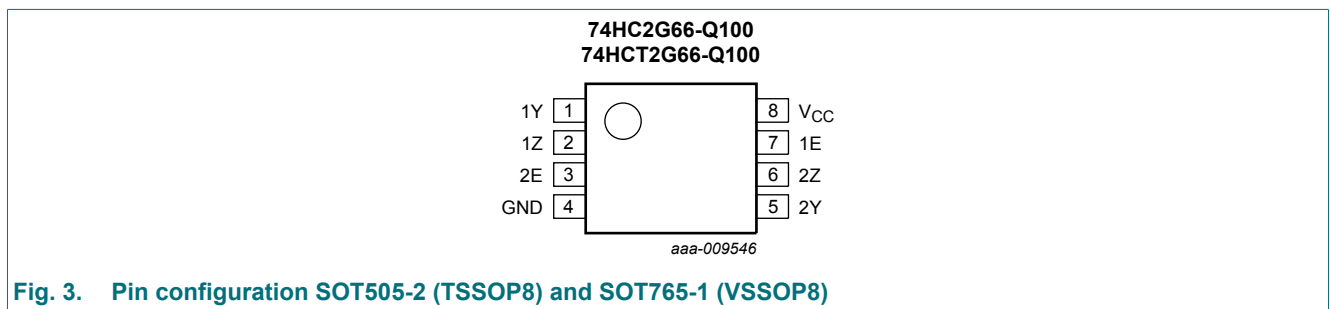 74HC2G66-Q100
74HCT2G66-Q100
1Y 1 8 VCC
1Z 2 7 1E
2E 3 6 2Z
GND 4 5 2Y
aaa-009546
Fig. 3. Pin configuration SOT505-2 (TSSOP8) and SOT765-1 (VSSOP8)